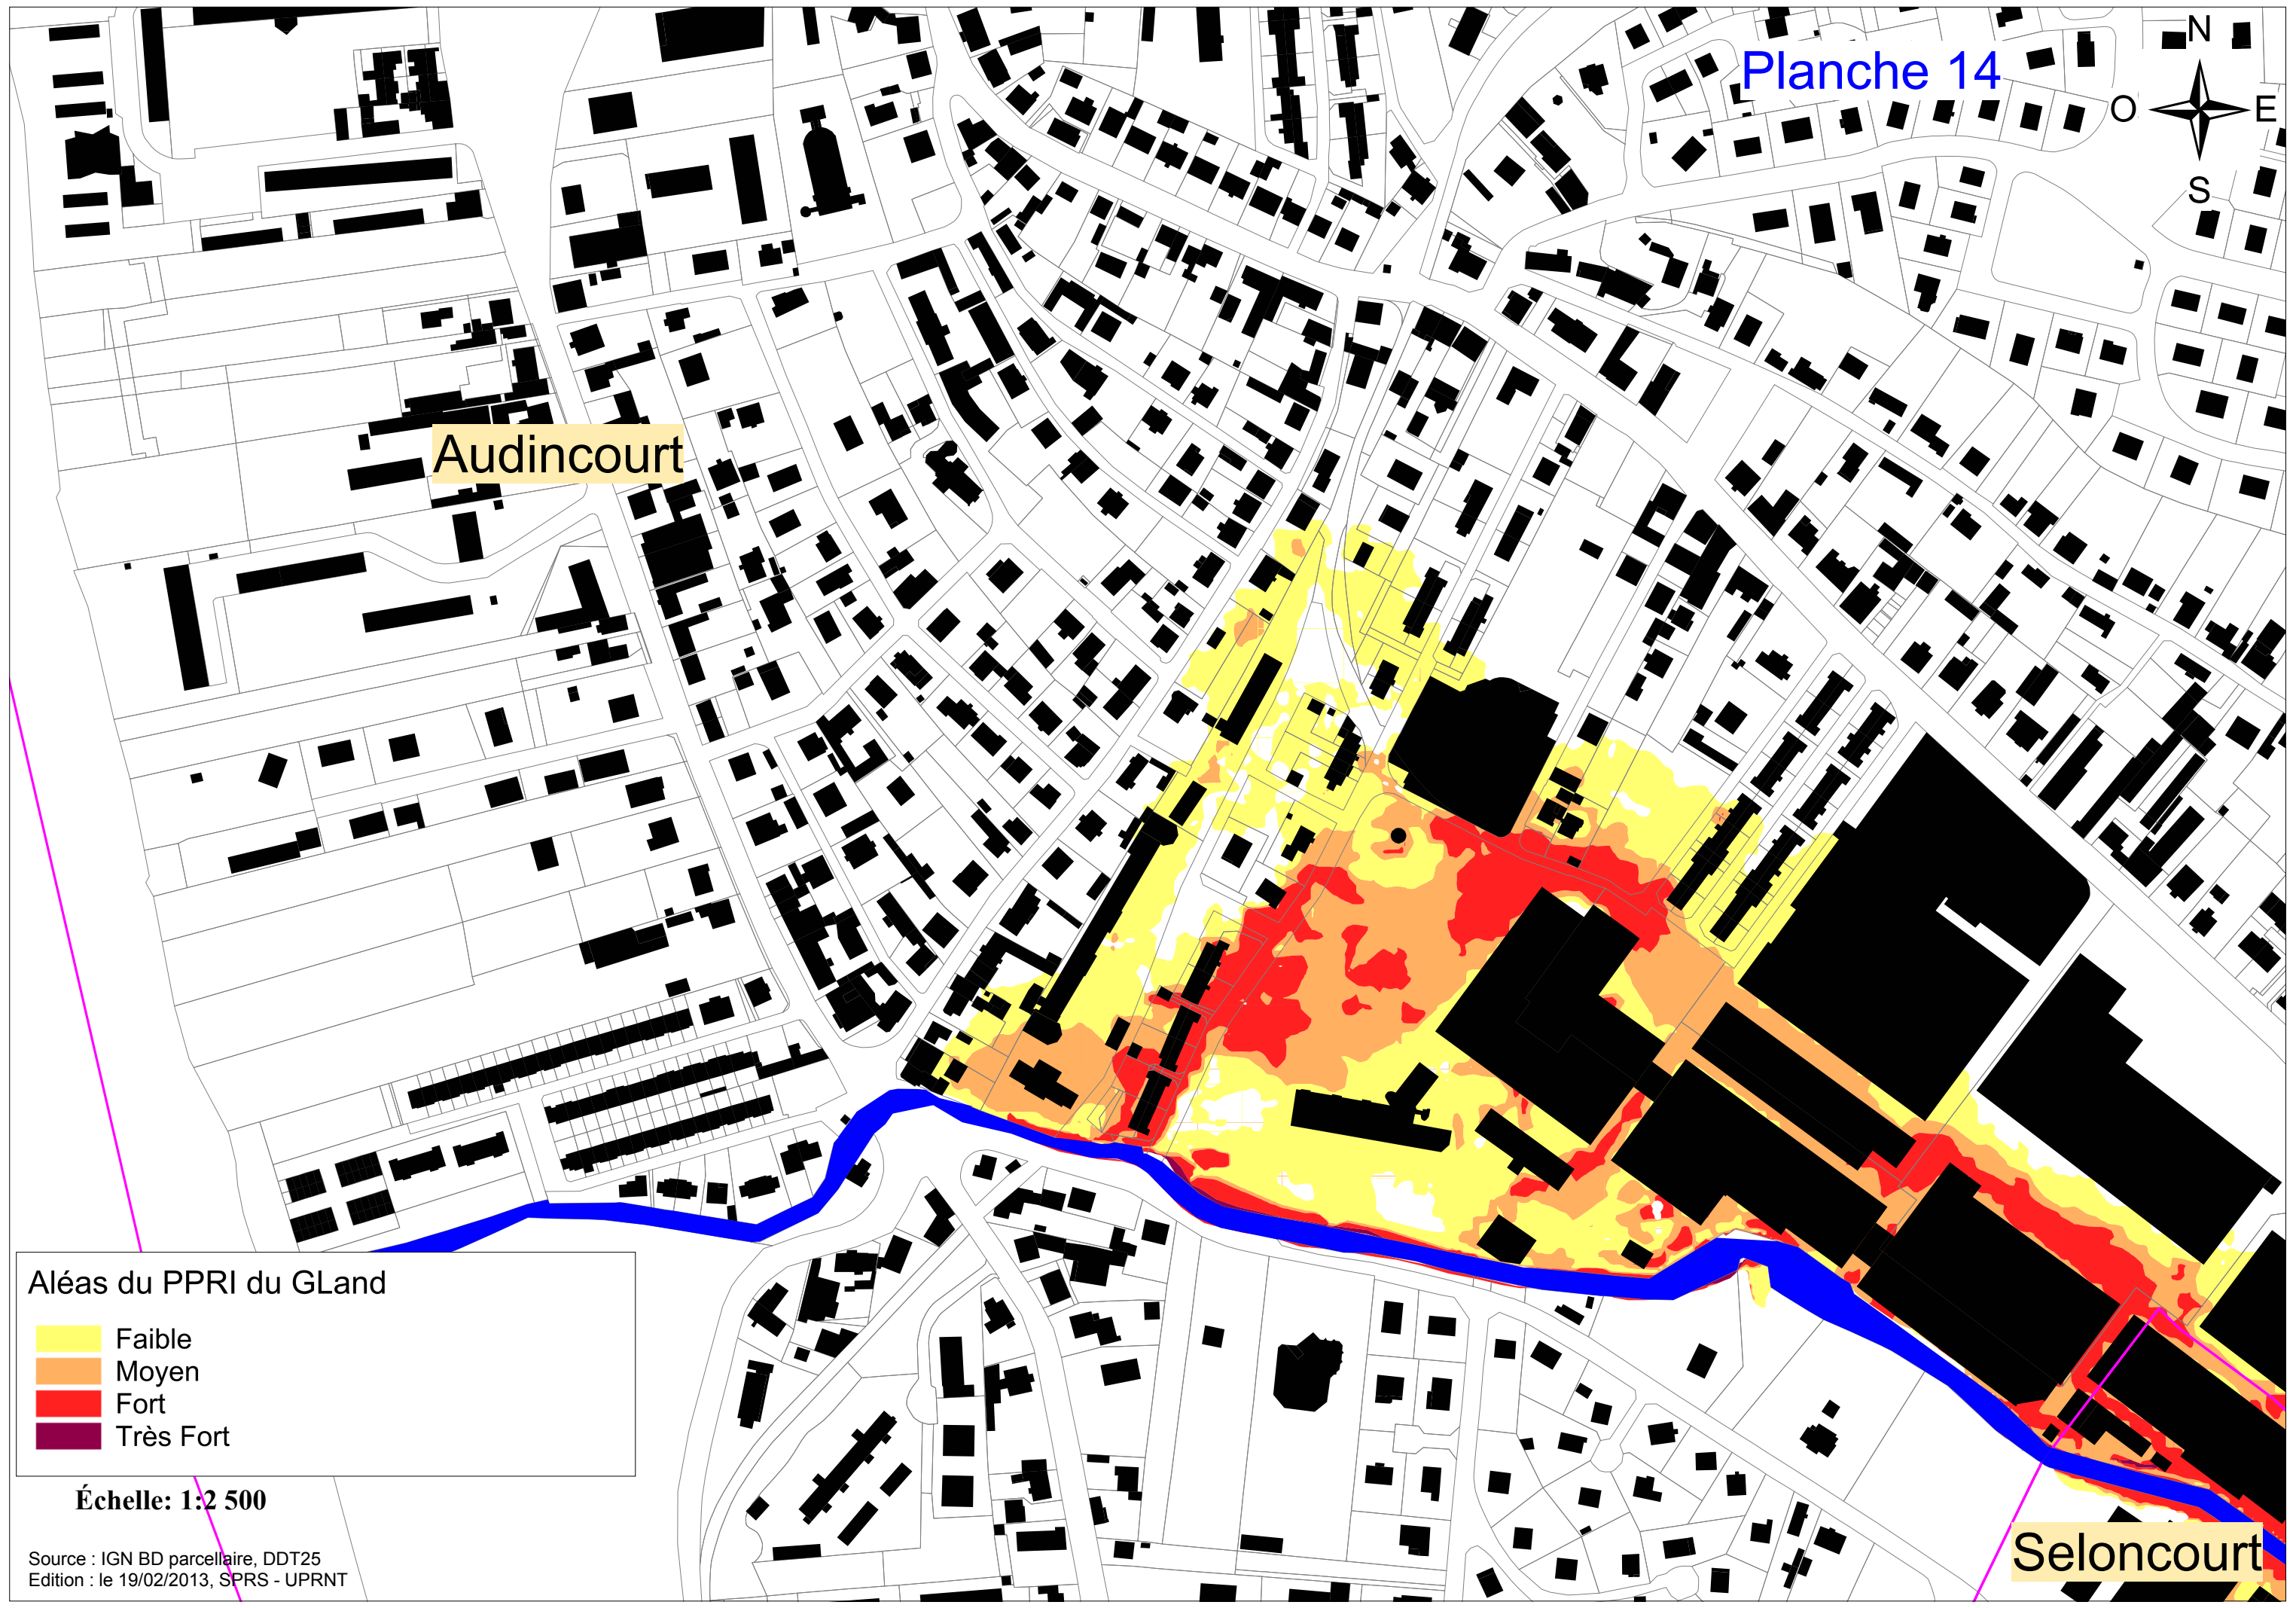 N
Planche 14
O
E
S
Audincourt
Aléas du PPRI du GLand
Faible
Moyen
Fort
Très Fort
Échelle: 1:2 500
Source : IGN BD parcellaire, DDT25
Edition : le 19/02/2013, SPRS - UPRNT
Seloncourt